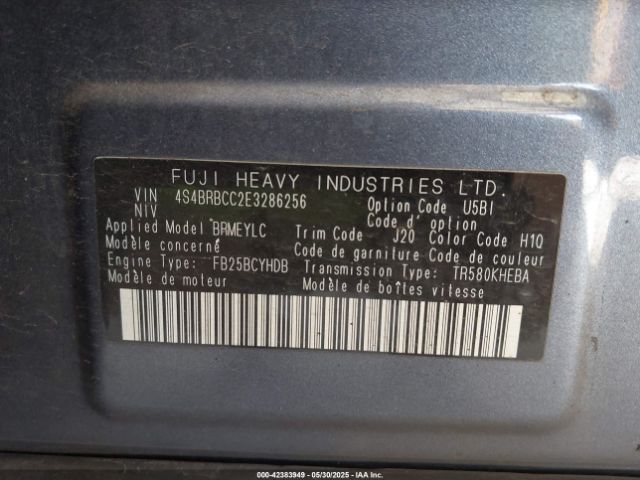 FUJI HEAVY INDUSTRIES LTD.
VIN 4S4BRBCC2E3286256 Option Code U5BI
NIV Code d' option
Applied Model BRMEYLC Trim Code J20 Color Code H1Q
Modèle concerné Code de garniture Code de couleur
Engine Type: FB25BCYHDB Transmission Type: TR580KHEBA
Modèle de moteur Modèle de boîtes vitesse
000-42383949 - 05/30/2025 - IAA Corp.